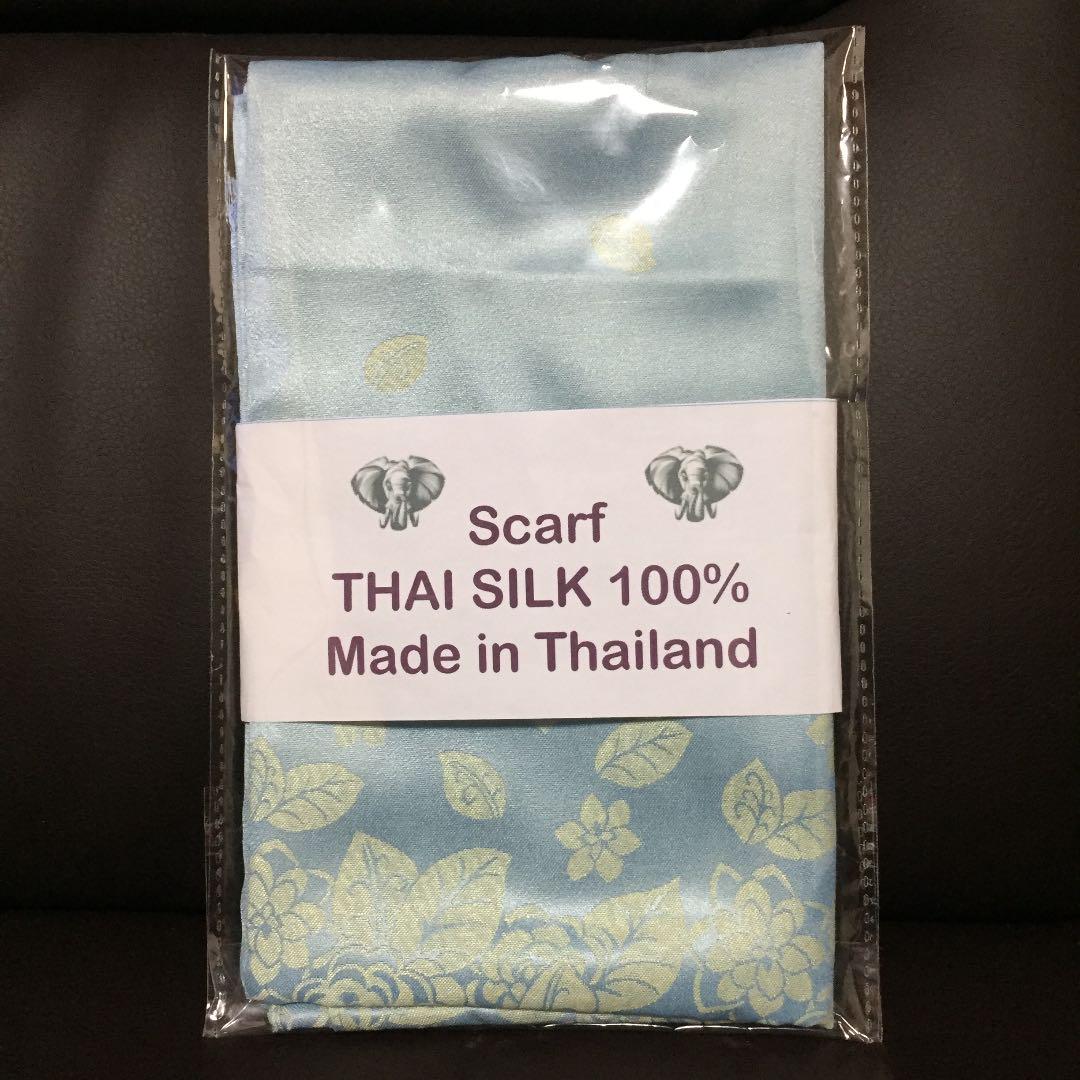 Scarf
THAI SILK 100%
Made in Thailand